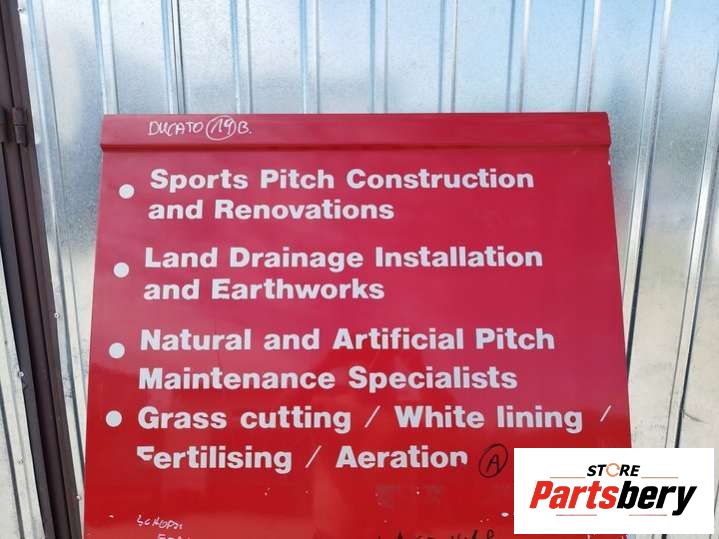 DUCATO 19 B.
• Sports Pitch Construction
and Renovations
• Land Drainage Installation
and Earthworks
• Natural and Artificial Pitch
Maintenance Specialists
• Grass cutting / White lining /
Fertilising / Aeration A
STORE
Partsbery